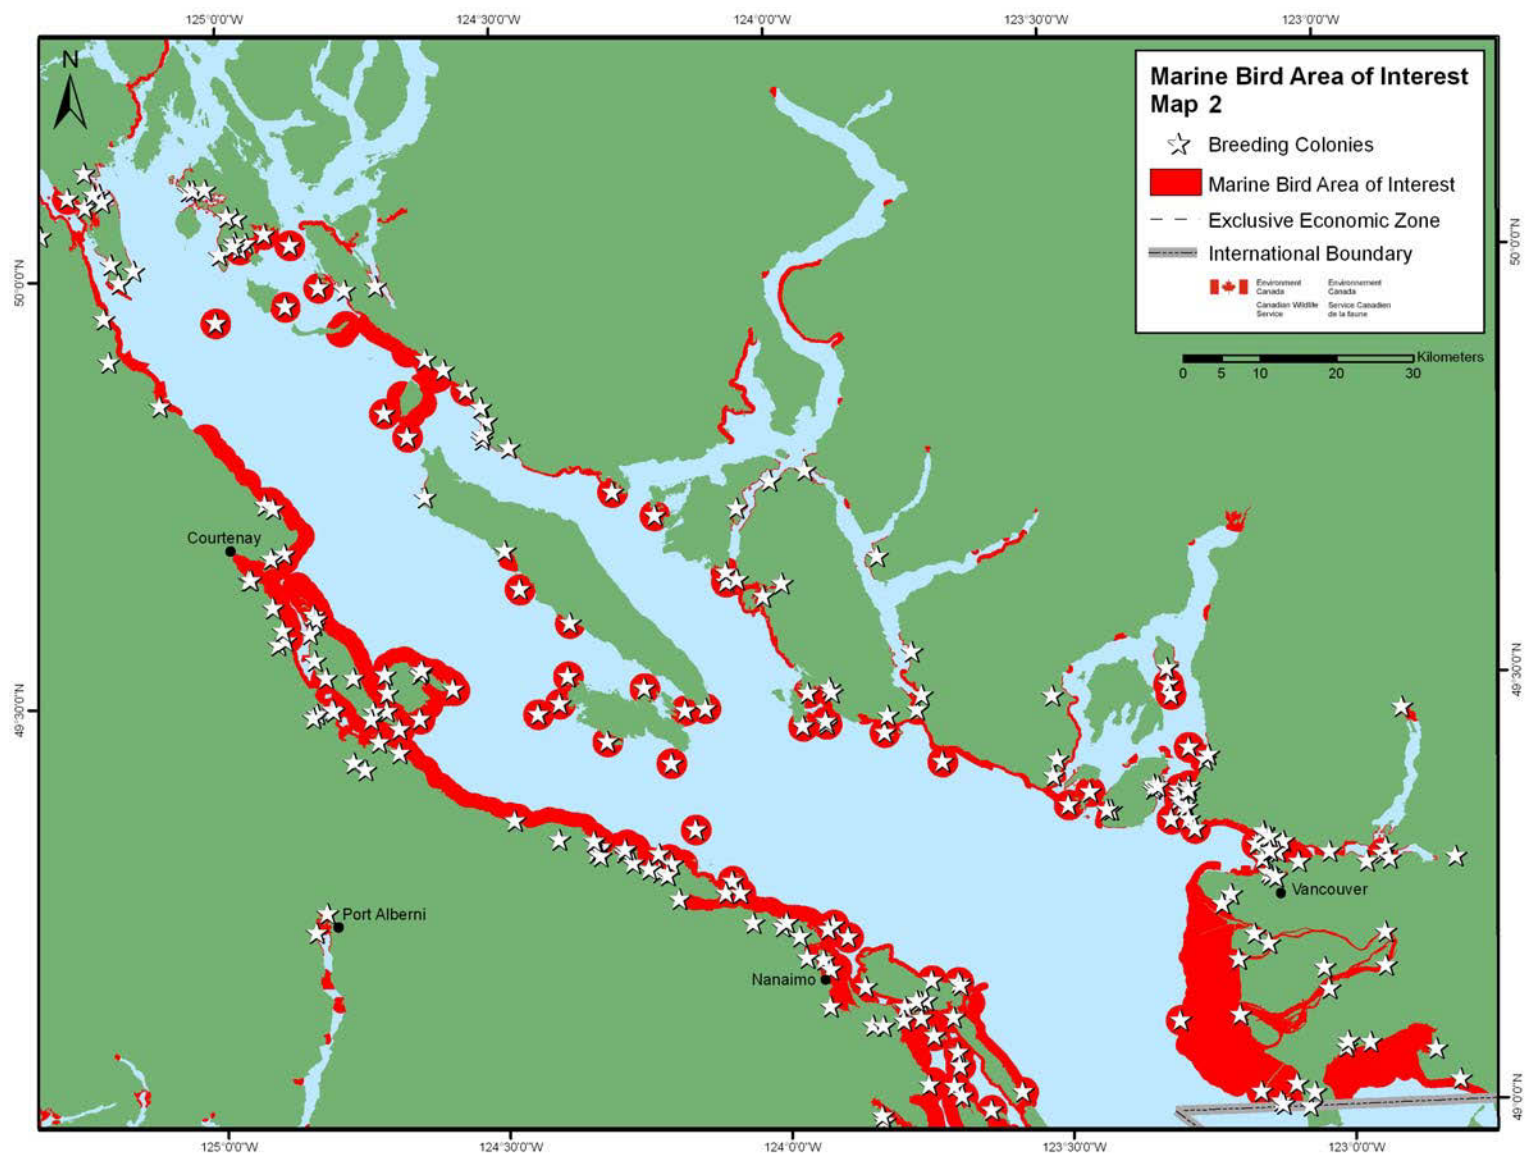 125°0'0"W 124°30'0"W 124°0'0"W 123°30'0"W 123°0'0"W
N
Marine Bird Area of Interest
Map 2
Breeding Colonies
Marine Bird Area of Interest
Exclusive Economic Zone
International Boundary
Environment Canada Environnement Canada
Canadian Wildlife Service Service Canadien de la faune
Kilometers
0 5 10 20 30
50°0'0"N 50°0'0"N
Courtenay
49°30'0"N 49°30'0"N
Vancouver
Port Alberni
Nanaimo
49°0'0"N
125°0'0"W 124°30'0"W 124°0'0"W 123°30'0"W 123°0'0"W